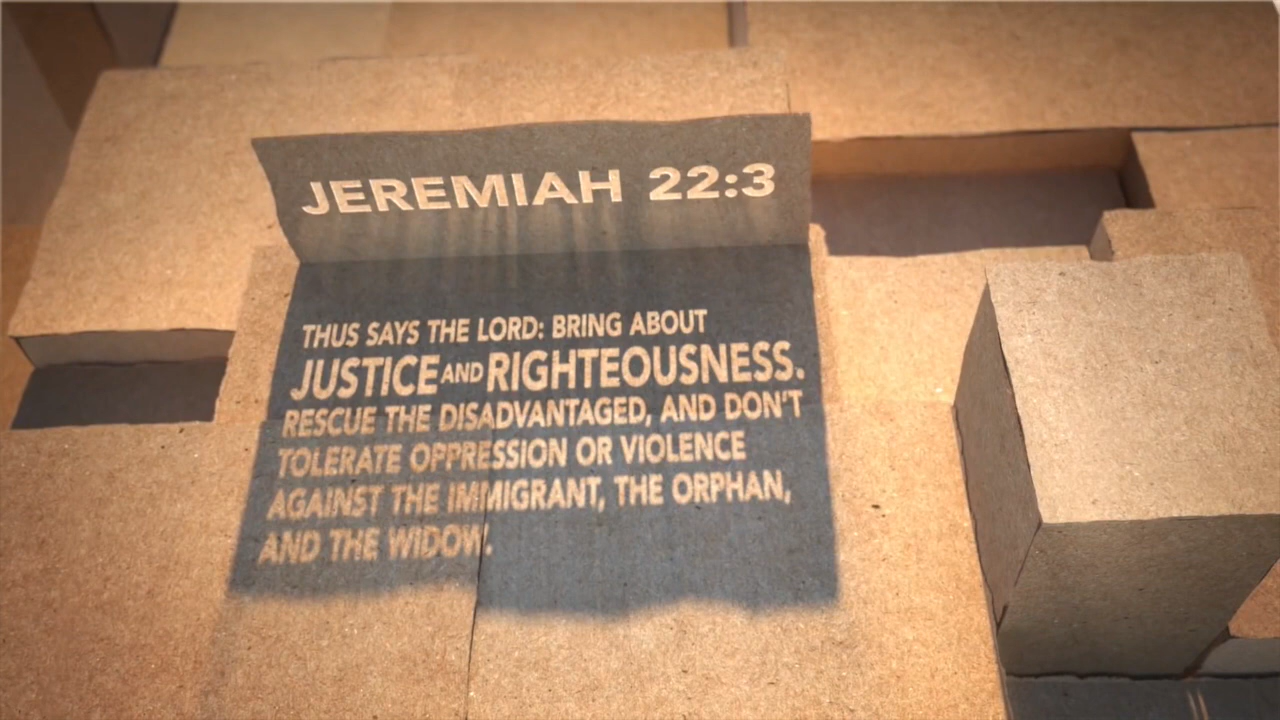 JEREMIAH 22:3
THUS SAYS THE LORD: BRING ABOUT
JUSTICE AND RIGHTEOUSNESS.
RESCUE THE DISADVANTAGED, AND DON'T
TOLERATE OPPRESSION OR VIOLENCE
AGAINST THE IMMIGRANT, THE ORPHAN,
AND THE WIDOW.